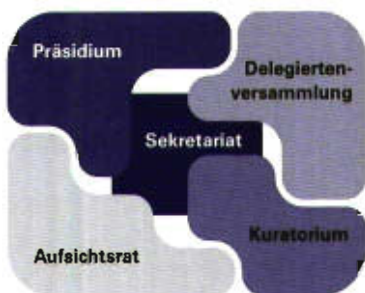 Präsidium
Delegierten-
versammlung
Sekretariat
Kuratorium
Aufsichtsrat